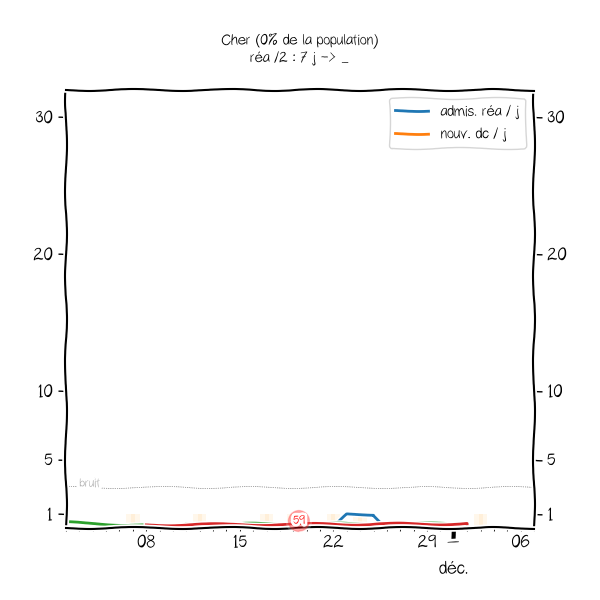 Cher (0% de la population)
réa /2 : 7 j -> _
admis. réa / j
nouv. dc / j
30 30
20 20
10 10
5 5
bruit
1 59 1
08 15 22 29 06
déc.